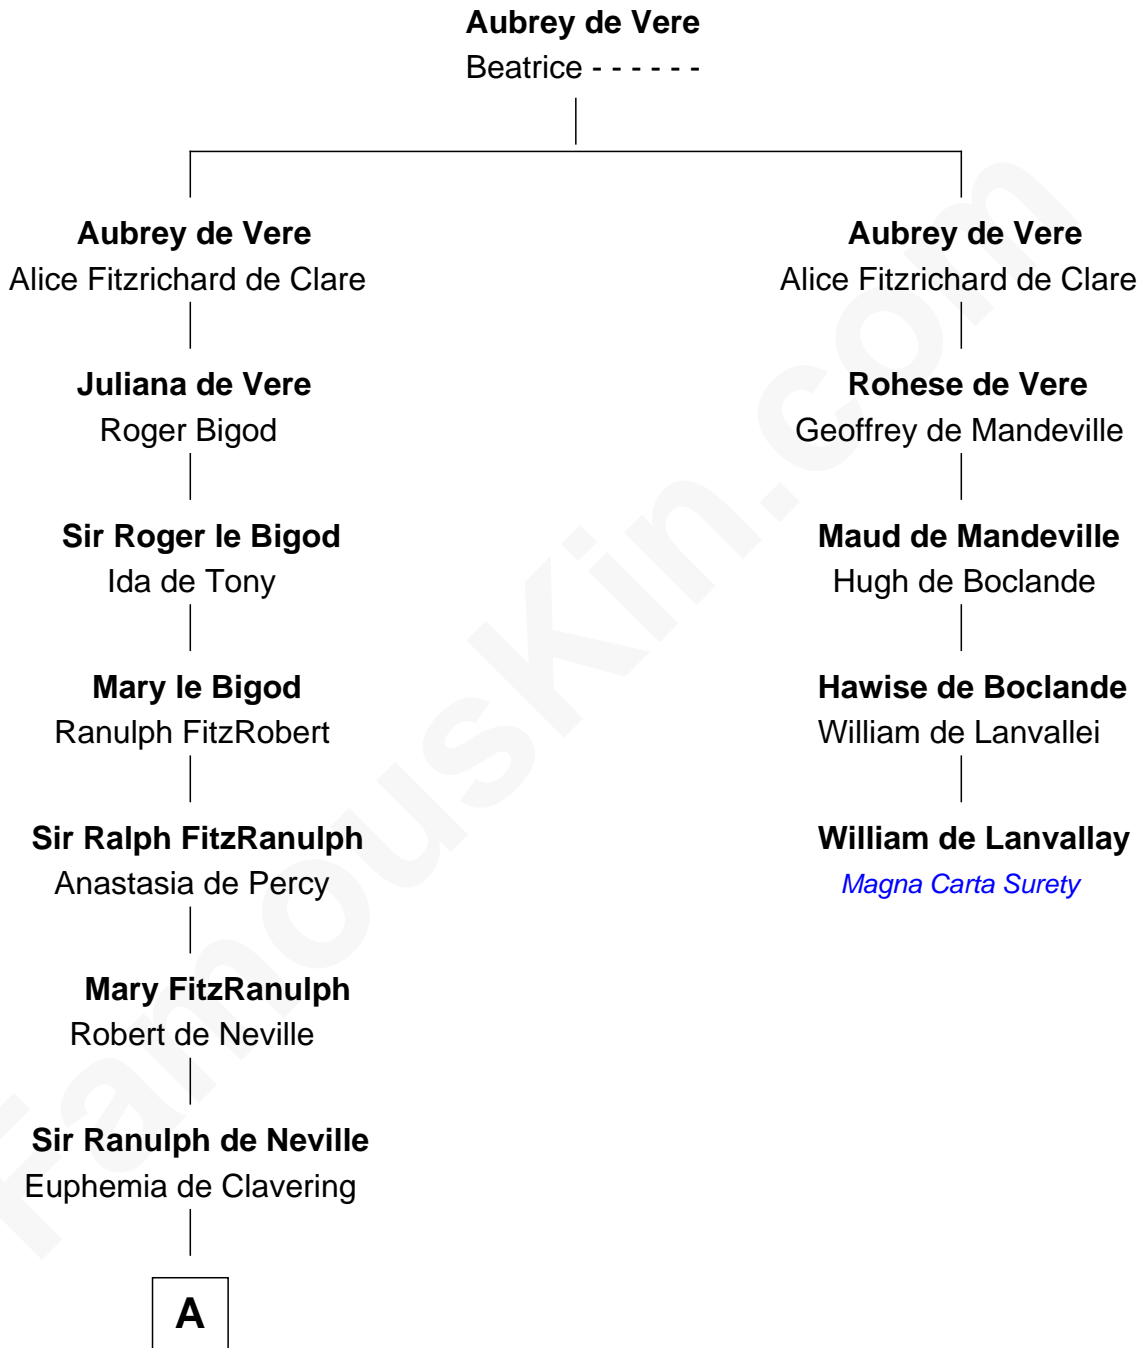 Aubrey de Vere
Beatrice - - - - - -
Aubrey de Vere
Alice Fitzrichard de Clare
Juliana de Vere
Roger Bigod
Sir Roger le Bigod
Ida de Tony
Mary le Bigod
Ranulph FitzRobert
Sir Ralph FitzRanulph
Anastasia de Percy
Mary FitzRanulph
Robert de Neville
Sir Ranulph de Neville
Euphemia de Clavering
A
Aubrey de Vere
Alice Fitzrichard de Clare
Rohese de Vere
Geoffrey de Mandeville
Maud de Mandeville
Hugh de Boclande
Hawise de Boclande
William de Lanvallei
William de Lanvallay
Magna Carta Surety
FamousKin.com